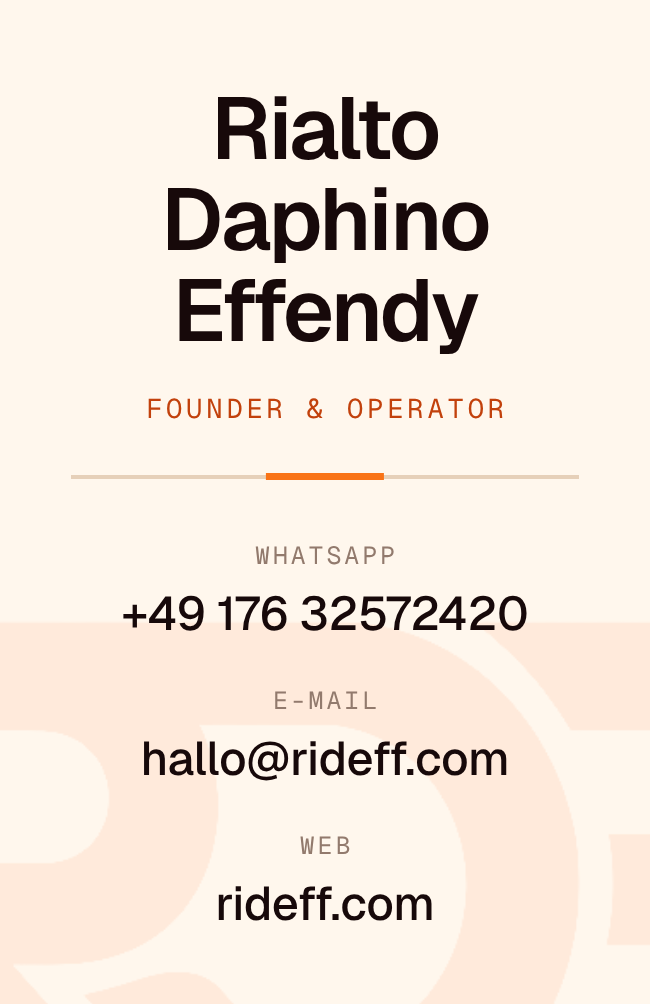 Rialto
Daphino
Effendy
FOUNDER & OPERATOR
WHATSAPP
+49 176 32572420
E-MAIL
hallo@rideff.com
WEB
rideff.com